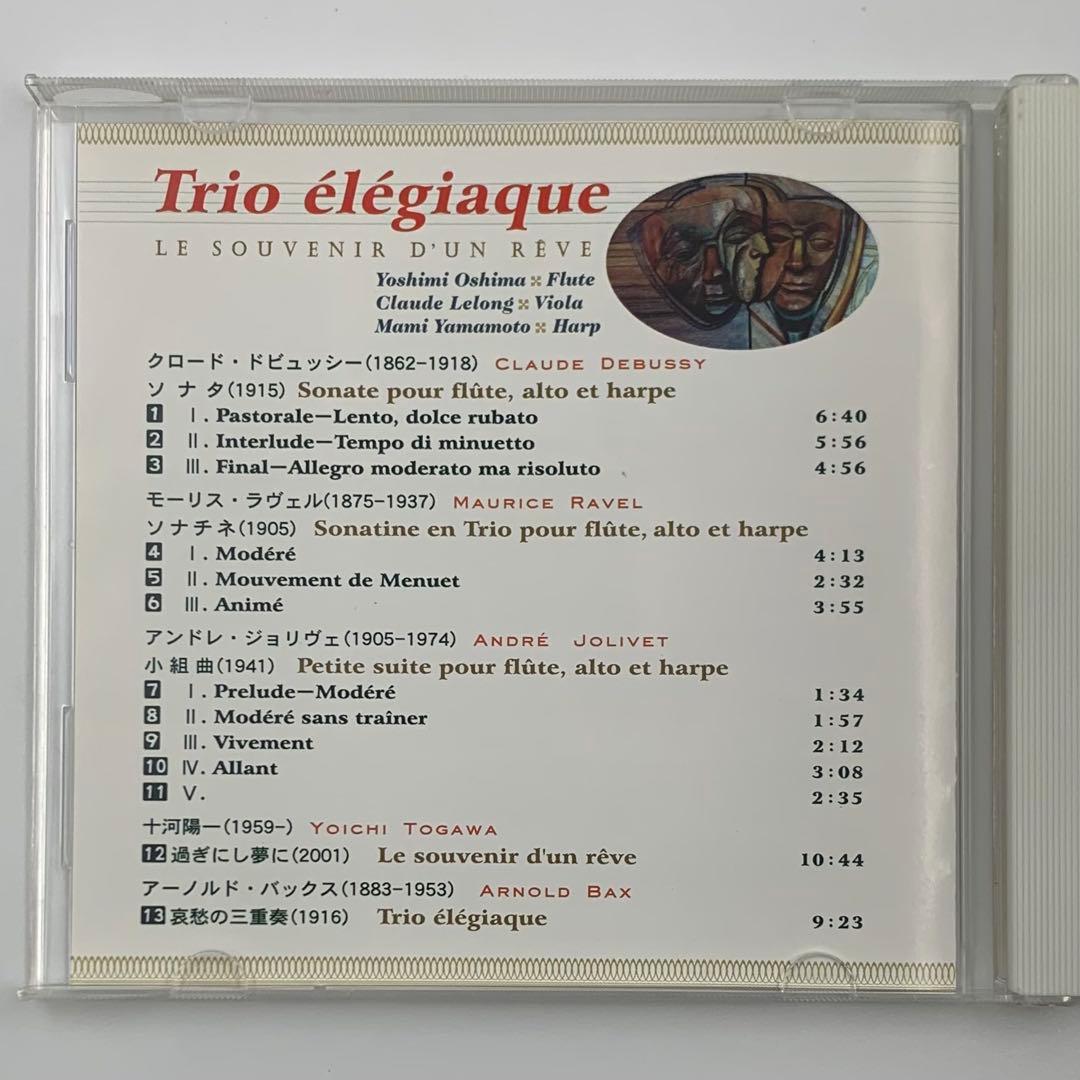 Trio élégiaque
LE SOUVENIR D'UN RÊVE
Yoshimi Oshima Flute
Claude Lelong Viola
Mami Yamamoto Harp
クロード・ドビュッシー(1862-1918) CLAUDE DEBUSSY
ソナタ(1915) Sonate pour flûte, alto et harpe
1 I. Pastorale—Lento, dolce rubato 6:40
2 II. Interlude—Tempo di minuetto 5:56
3 III. Final—Allegro moderato ma risoluto 4:56
モーリス・ラヴェル(1875-1937) MAURICE RAVEL
ソナチネ(1905) Sonatine en Trio pour flûte, alto et harpe
4 I. Modéré 4:13
5 II. Mouvement de Menuet 2:32
6 III. Animé 3:55
アンドレ・ジョリヴェ(1905-1974) ANDRÉ JOLIVET
小組曲(1941) Petite suite pour flûte, alto et harpe
7 I. Prelude—Modéré 1:34
8 II. Modéré sans traîner 1:57
9 III. Vivement 2:12
10 IV. Allant 3:08
11 V. 2:35
十河陽一(1959-) YOICHI TOGAWA
12 過ぎにし夢に(2001) Le souvenir d'un rêve 10:44
アーノルド・バックス(1883-1953) ARNOLD BAX
13 哀愁の三重奏(1916) Trio élégiaque 9:23